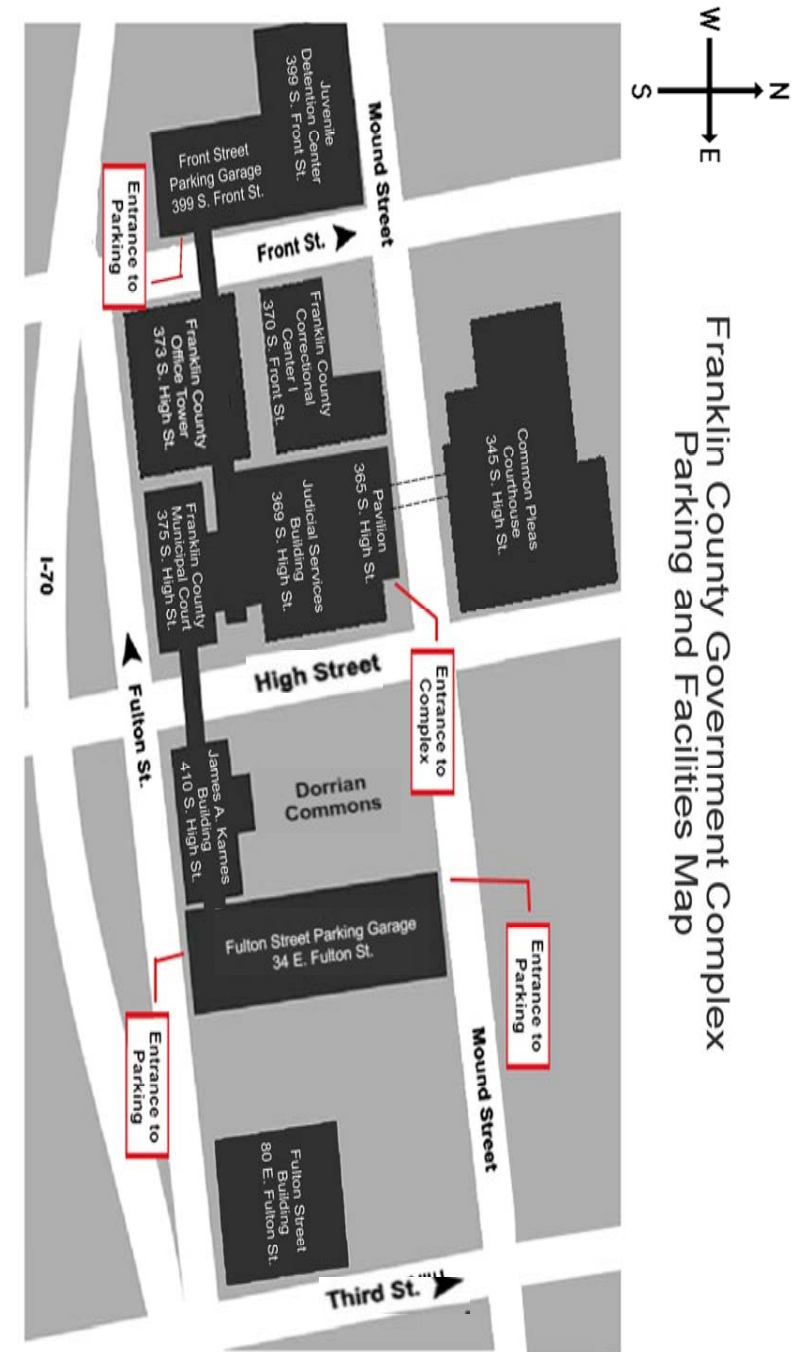 Franklin County Government Complex
Parking and Facilities Map
W
N
S
E
Juvenile
Detention Center
399 S. Front St.
Front Street
Parking Garage
399 S. Front St.
Mound Street
Entrance to
Parking
Front St.
Franklin County
Office Tower
373 S. High St.
Franklin County
Correctional
Center I
370 S. Front St.
Common Pleas
Courthouse
345 S. High St.
Pavilion
365 S. High St.
Judicial Services
Building
369 S. High St.
Franklin County
Municipal Court
375 S. High St.
I-70
Fulton St.
High Street
Entrance to
Complex
James A. Karnes
Building
410 S. High St.
Dorrian
Commons
Fulton Street Parking Garage
34 E. Fulton St.
Entrance to
Parking
Entrance to
Parking
Mound Street
Fulton Street
Building
80 E. Fulton St.
Third St.